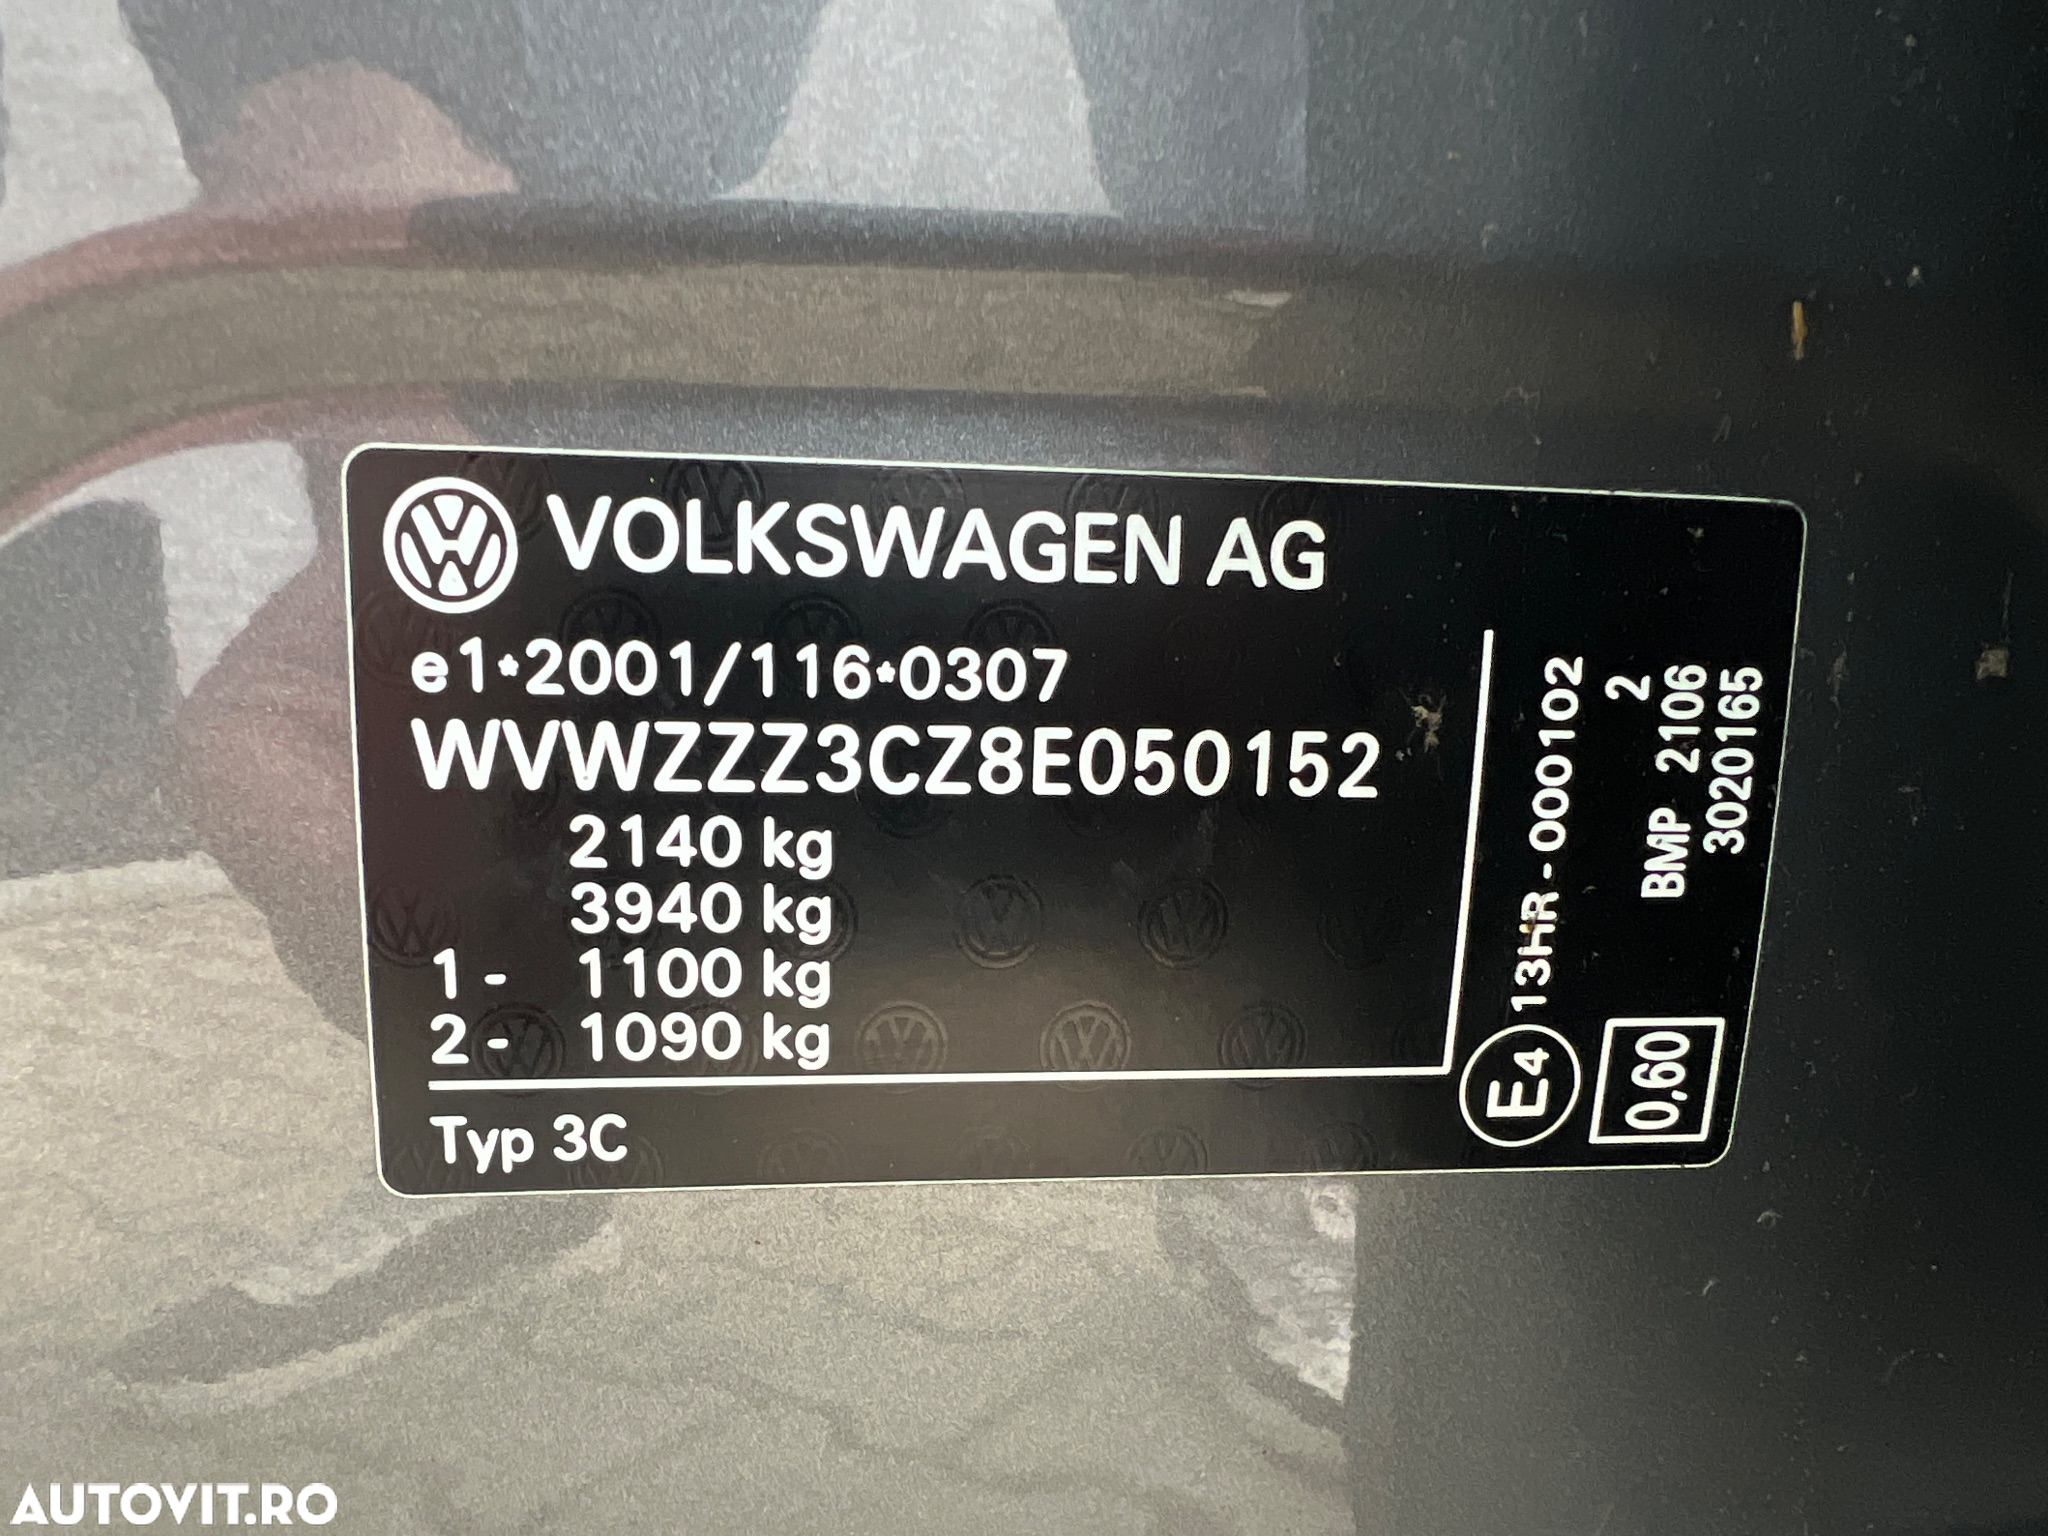 VOLKSWAGEN AG
e1*2001/116*0307
WVWZZZ3CZ8E050152
2140 kg
3940 kg
1 - 1100 kg
2 - 1090 kg
Typ 3C
E4 13HR-000102
2
BMP 2106
3020165
0,60
AUTOVIT.RO